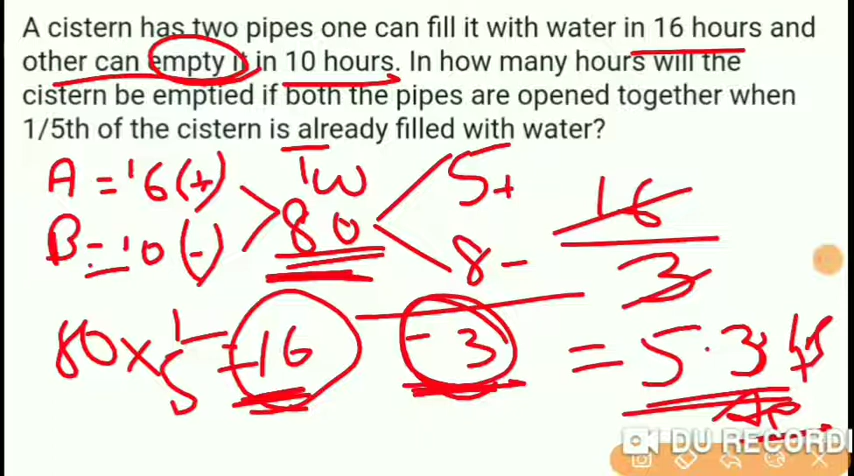 A cistern has two pipes one can fill it with water in 16 hours and
other can empty it in 10 hours. In how many hours will the
cistern be emptied if both the pipes are opened together when
1/5th of the cistern is already filled with water?
A = 16 (+) TW 5+ 16
B = 10 (-) 80 8- 3
80 × 1/5 = 16 -3 = 5.3 hrs
DU RECORD